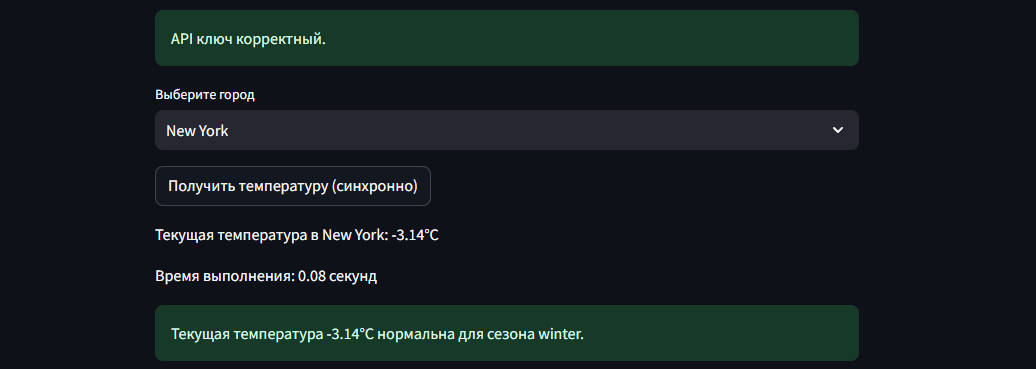 API ключ корректный.
Выберите город
New York
Получить температуру (синхронно)
Текущая температура в New York: -3.14°C
Время выполнения: 0.08 секунд
Текущая температура -3.14°C нормальна для сезона winter.